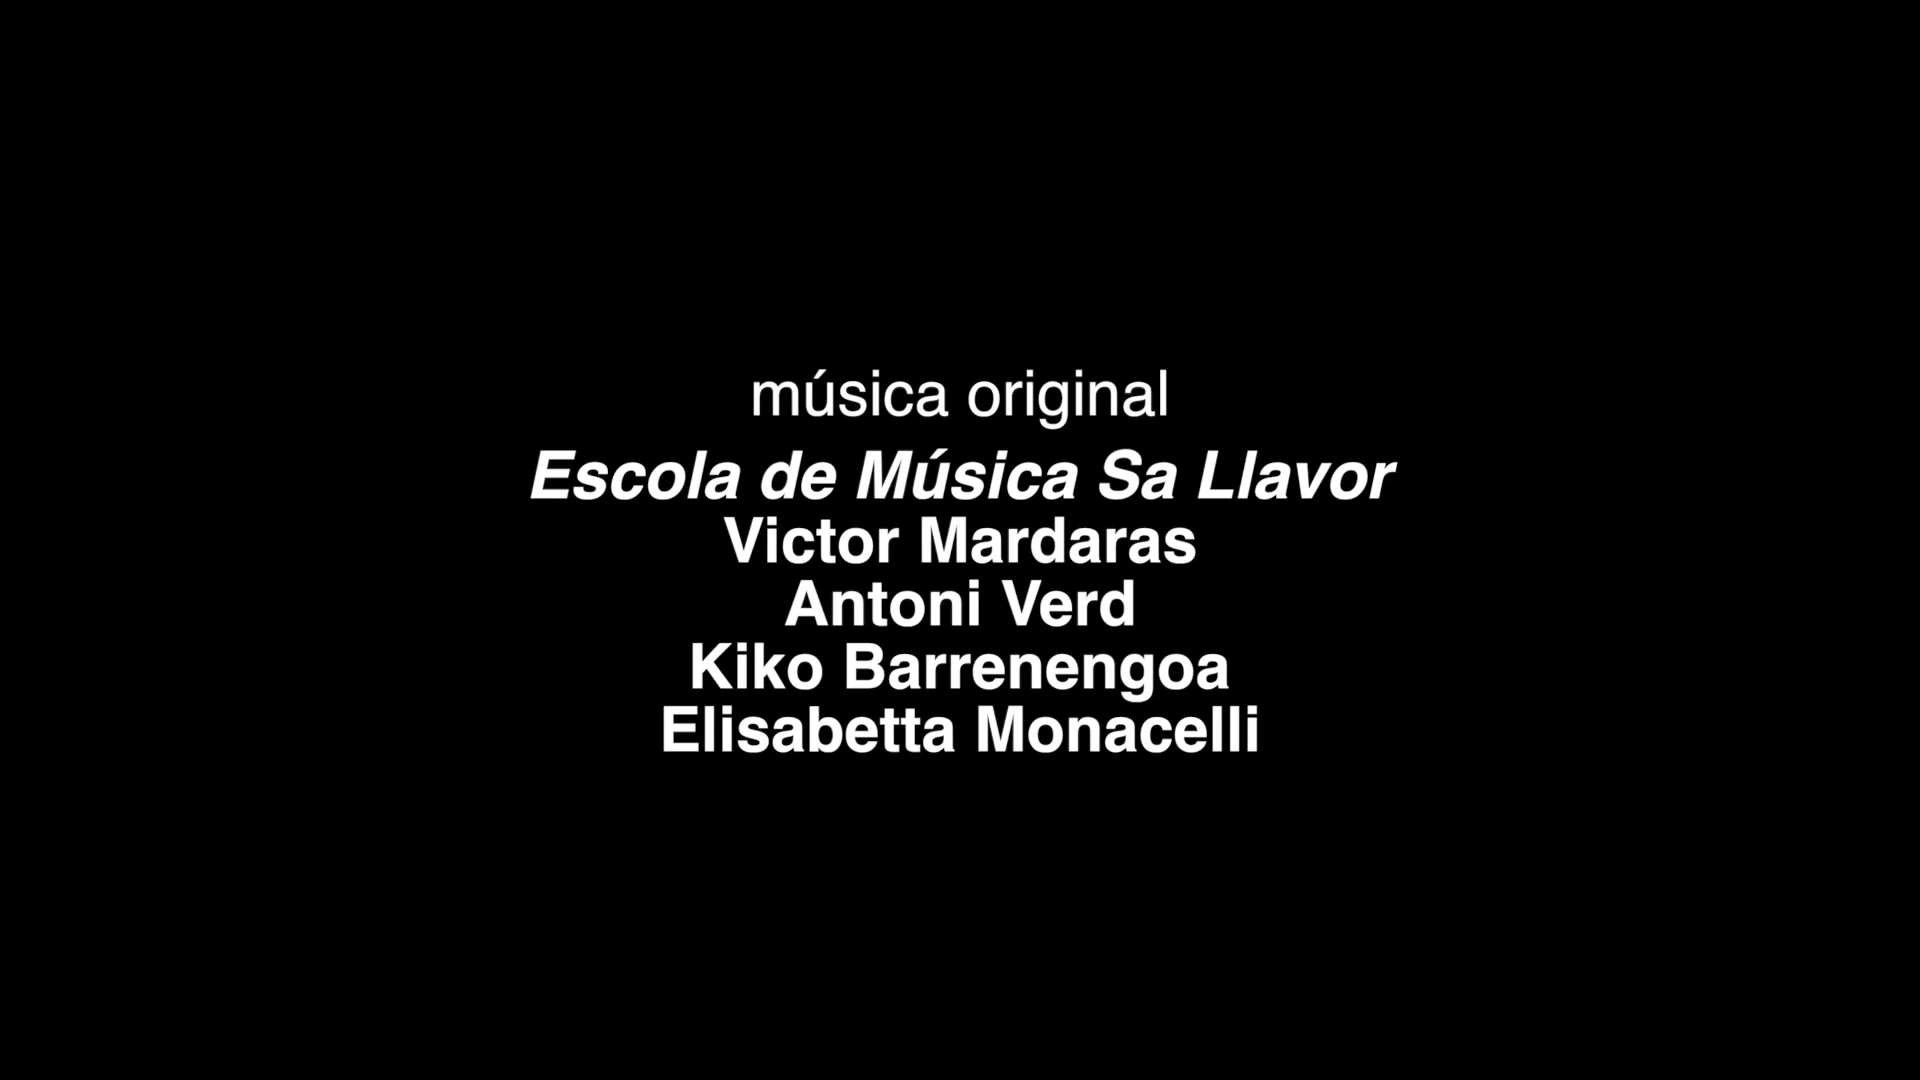 música original
Escola de Música Sa Llavor
Victor Mardaras
Antoni Verd
Kiko Barrenengoa
Elisabetta Monacelli